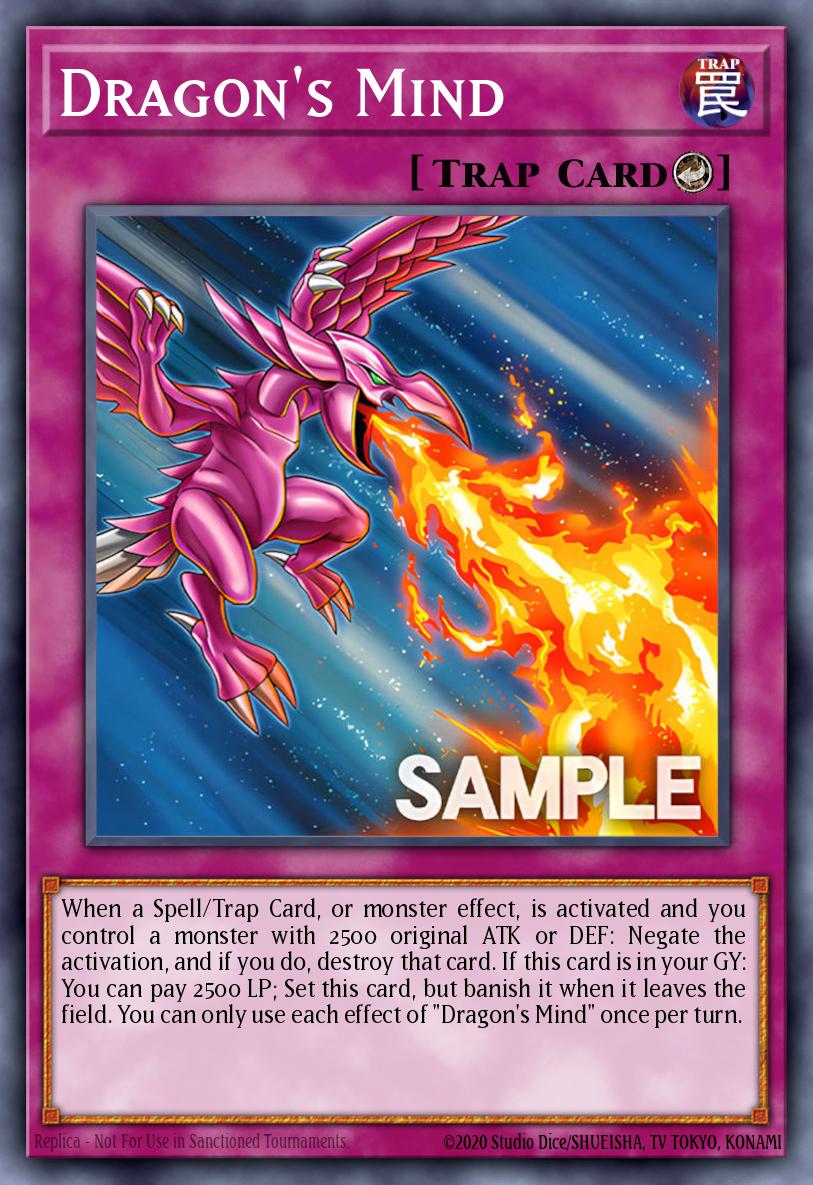 Dragon's Mind
TRAP
罠
[ Trap Card ]
SAMPLE
When a Spell/Trap Card, or monster effect, is activated and you
control a monster with 2500 original ATK or DEF: Negate the
activation, and if you do, destroy that card. If this card is in your GY:
You can pay 2500 LP; Set this card, but banish it when it leaves the
field. You can only use each effect of "Dragon's Mind" once per turn.
Replica - Not For Use in Sanctioned Tournaments.
©2020 Studio Dice/SHUEISHA, TV TOKYO, KONAMI